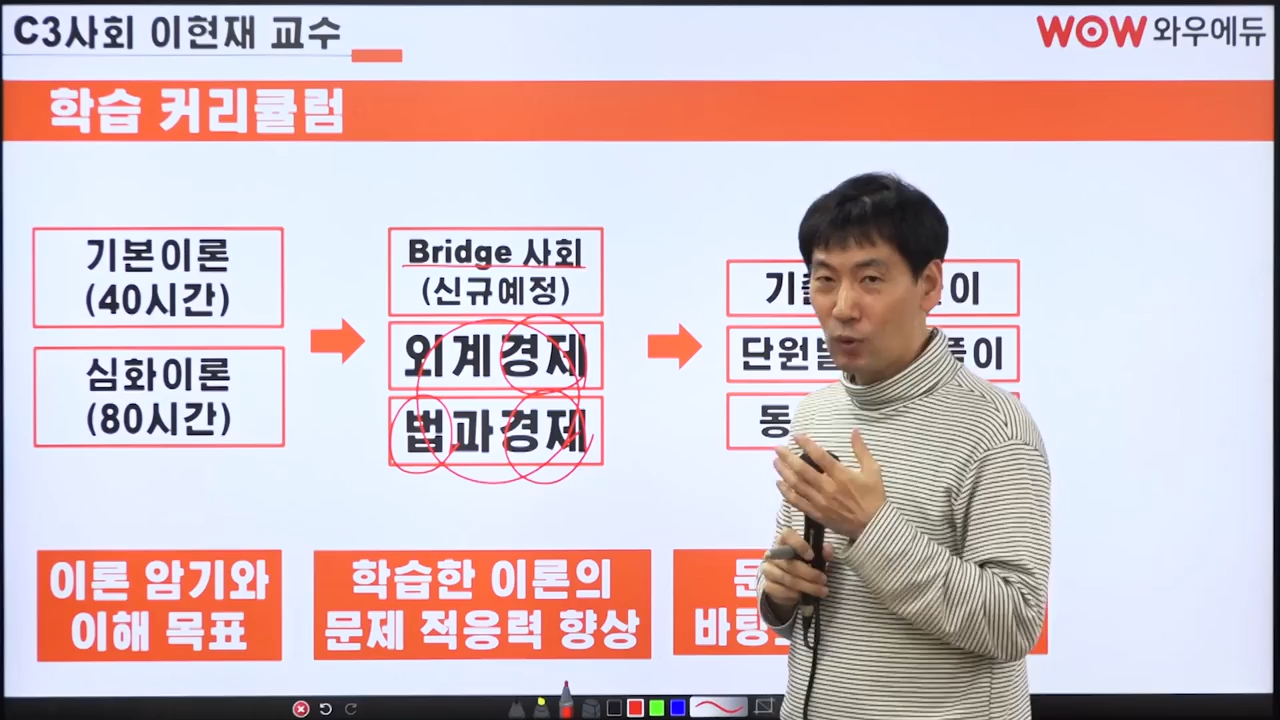 C3사회 이현재 교수
WOW 와우에듀
학습 커리큘럼
기본이론
(40시간)
심화이론
(80시간)
Bridge 사회
(신규예정)
외계경제
법과경제
이론 암기와
이해 목표
학습한 이론의
문제 적응력 향상